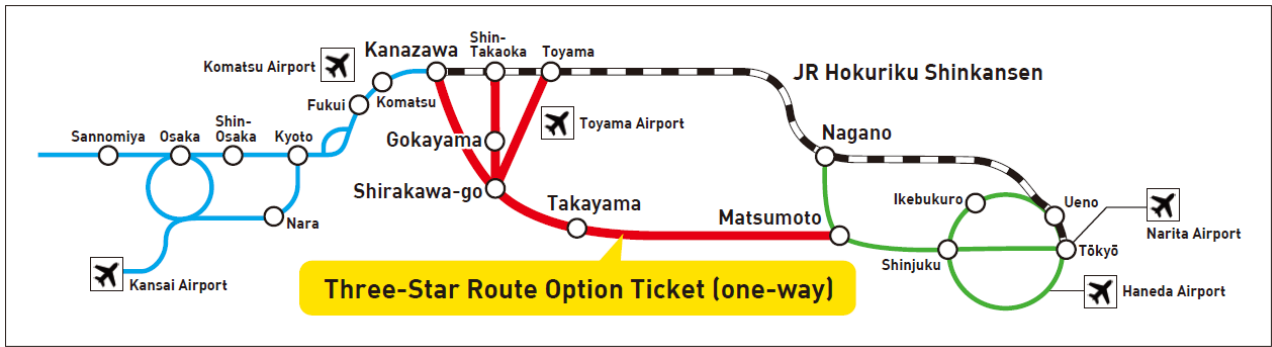 Kanazawa
Shin-
Takaoka
Toyama
Komatsu Airport
JR Hokuriku Shinkansen
Fukui
Komatsu
Toyama Airport
Sannomiya
Osaka
Shin-
Osaka
Kyoto
Gokayama
Nagano
Shirakawa-go
Takayama
Matsumoto
Ikebukuro
Ueno
Nara
Narita Airport
Shinjuku
Tōkyō
Kansai Airport
Three-Star Route Option Ticket (one-way)
Haneda Airport